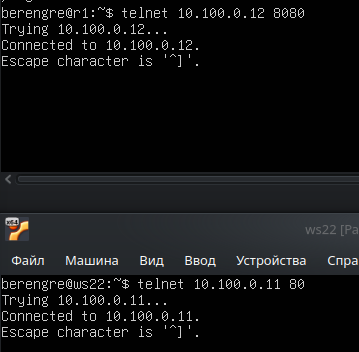 berengre@r1:~$ telnet 10.100.0.12 8080
Trying 10.100.0.12...
Connected to 10.100.0.12.
Escape character is '^]'.
ws22 [Pa
Файл Машина Вид Ввод Устройства Спра
berengre@ws22:~$ telnet 10.100.0.11 80
Trying 10.100.0.11...
Connected to 10.100.0.11.
Escape character is '^]'.